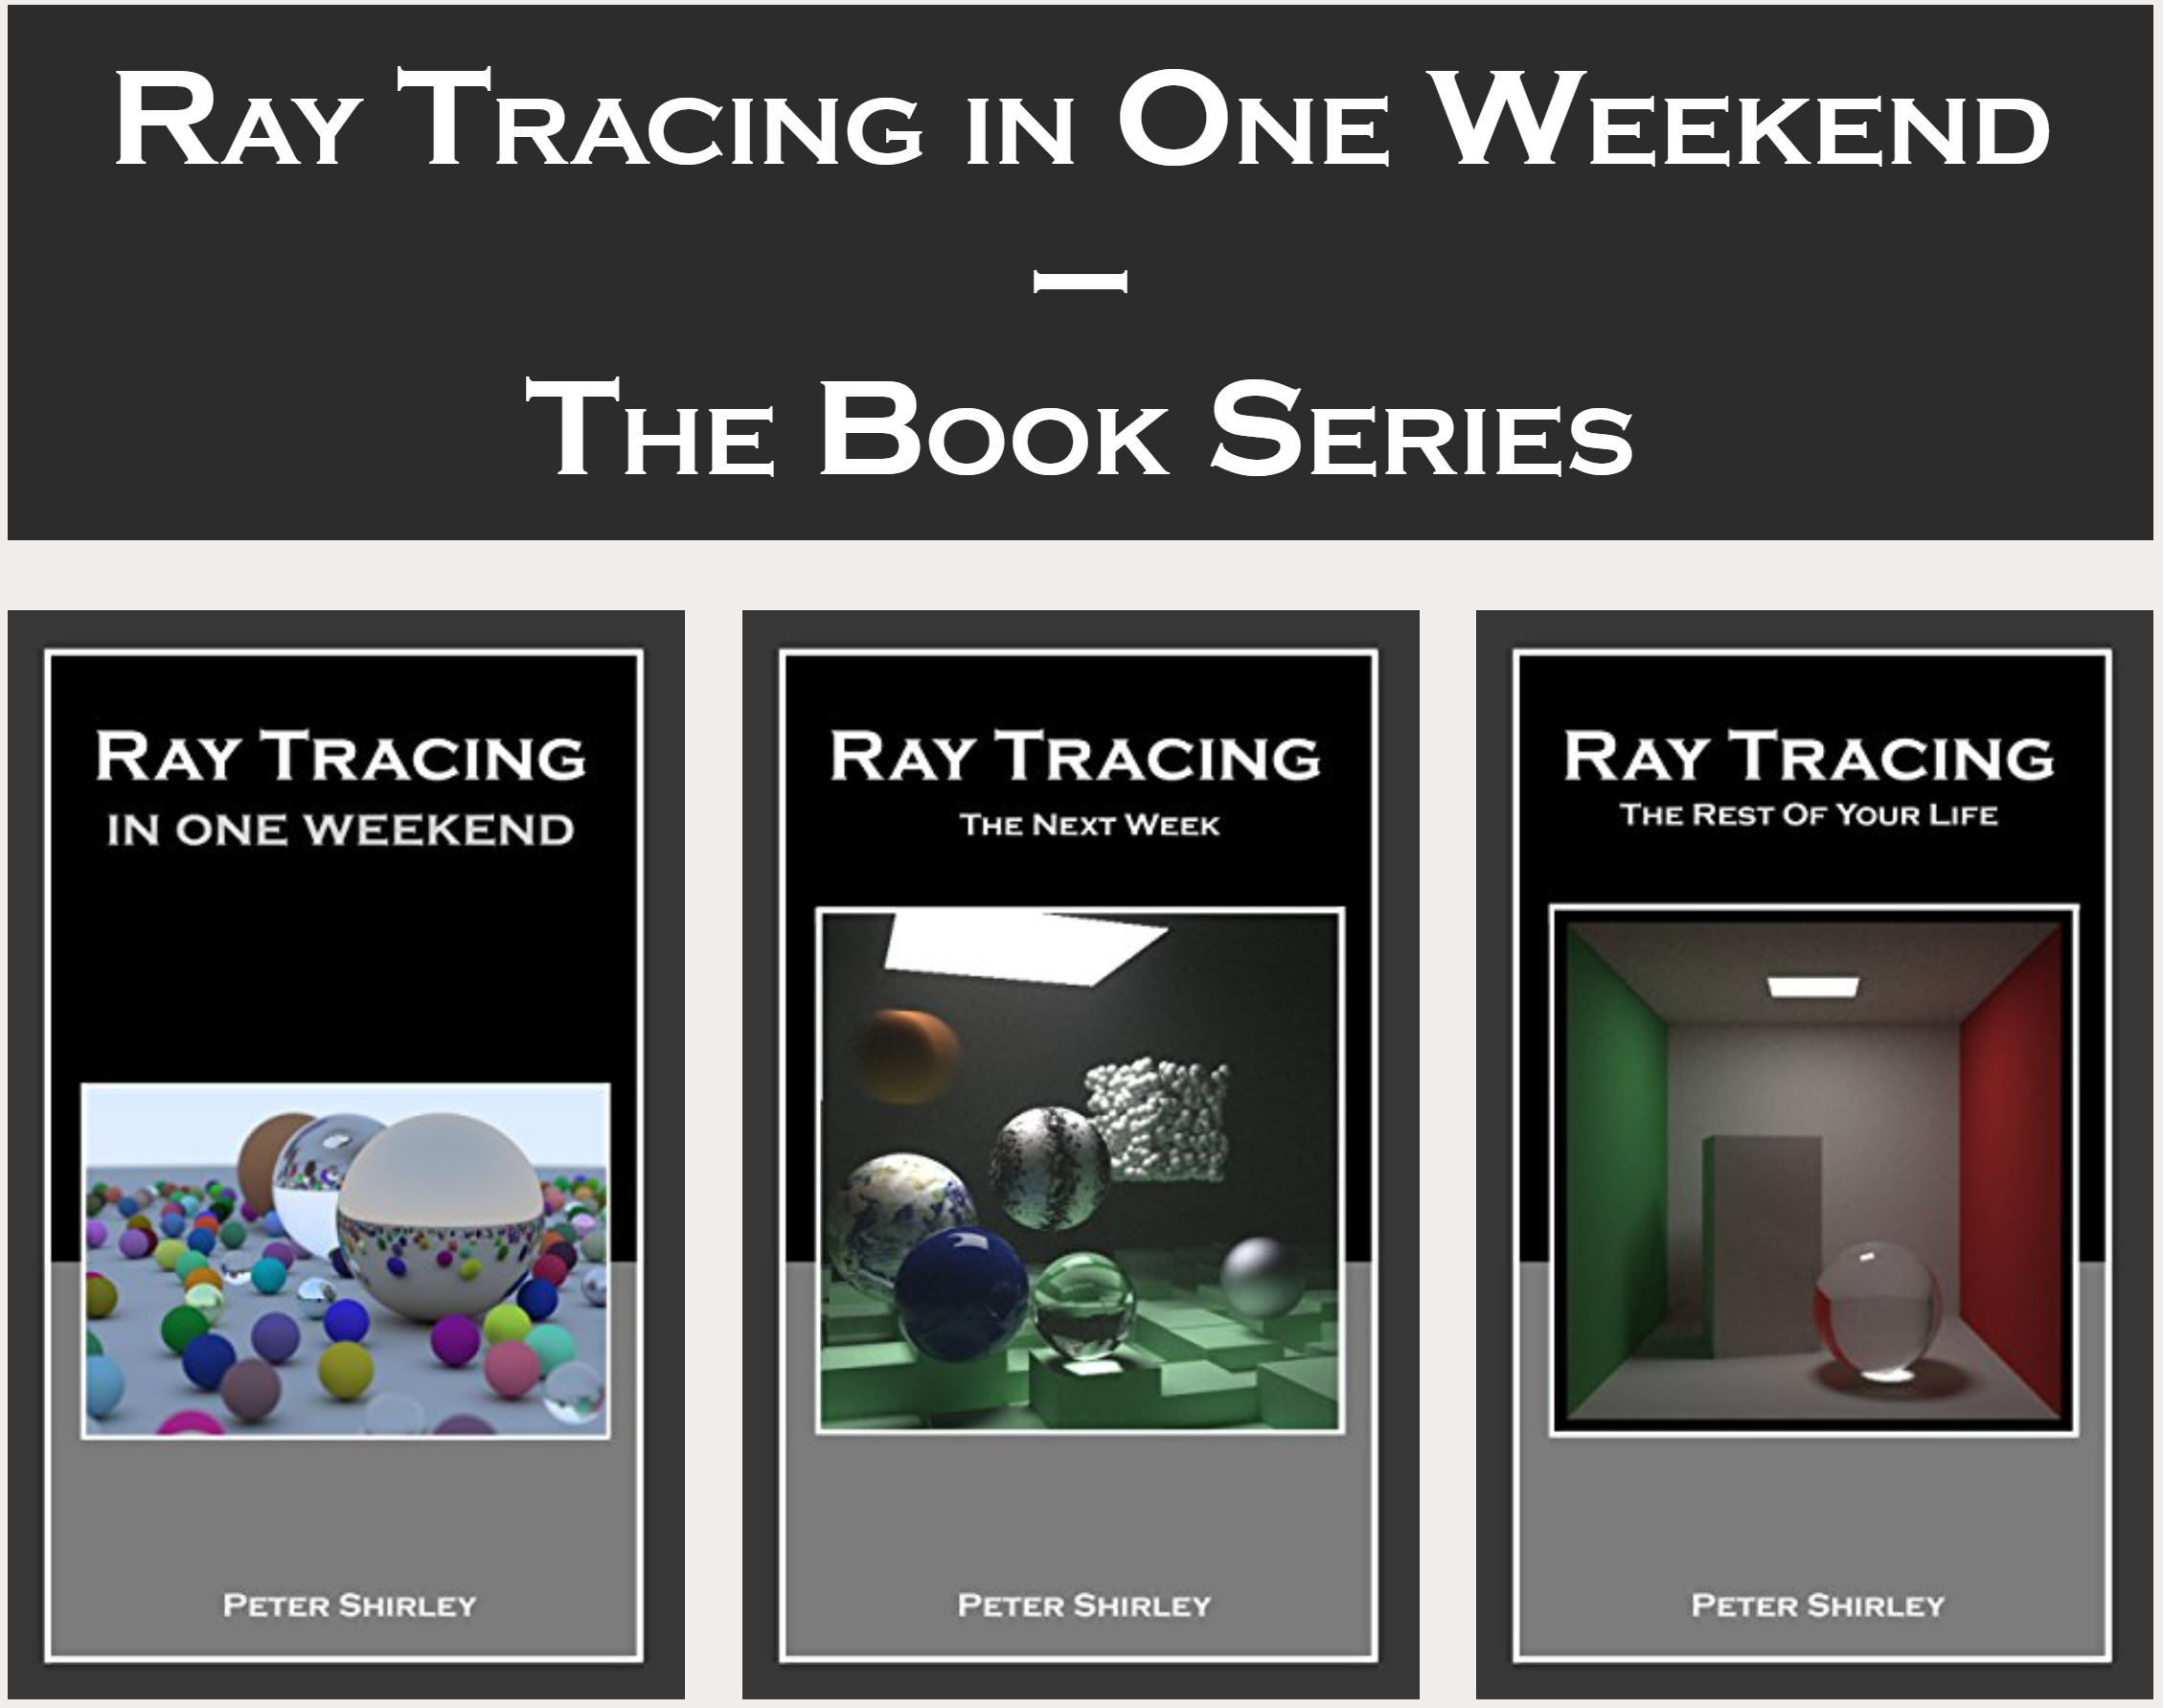 Ray Tracing in One Weekend
—
The Book Series
Ray Tracing
in one weekend
Peter Shirley
Ray Tracing
The Next Week
Peter Shirley
Ray Tracing
The Rest Of Your Life
Peter Shirley